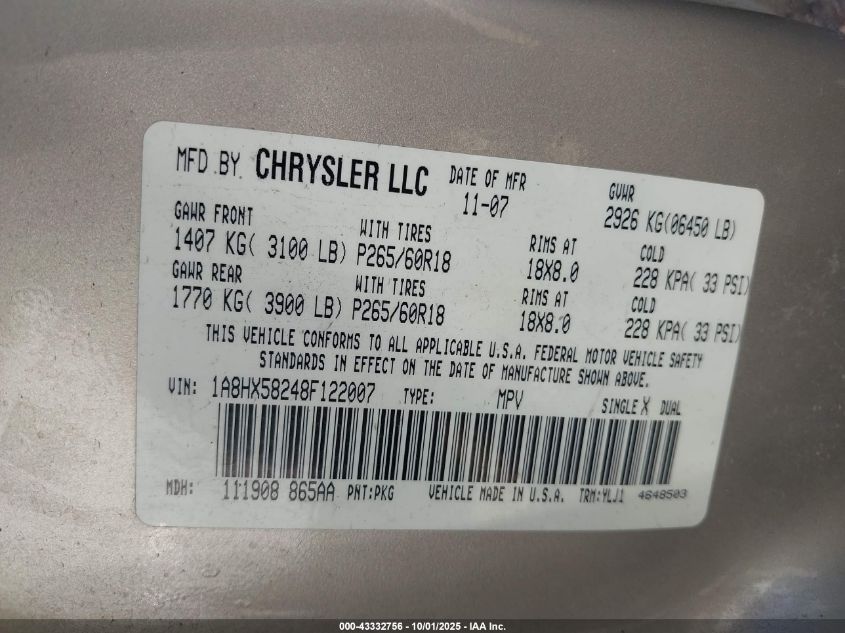 MFD BY CHRYSLER LLC DATE OF MFR GVWR
11-07 2926 KG(06450 LB)
GAWR FRONT WITH TIRES RIMS AT COLD
1407 KG( 3100 LB) P265/60R18 18X8.0 228 KPA( 33 PSI)
GAWR REAR WITH TIRES RIMS AT COLD
1770 KG( 3900 LB) P265/60R18 18X8.0 228 KPA( 33 PSI)
THIS VEHICLE CONFORMS TO ALL APPLICABLE U.S.A. FEDERAL MOTOR VEHICLE SAFETY
STANDARDS IN EFFECT ON THE DATE OF MANUFACTURE SHOWN ABOVE.
VIN: 1A8HX58248F122007 TYPE: MPV SINGLE X DUAL
MDH: 111908 865AA PNT:PKG VEHICLE MADE IN U.S.A. TRM:YLJ1 4648503
000-43332756 - 10/01/2025 - IAA Inc.